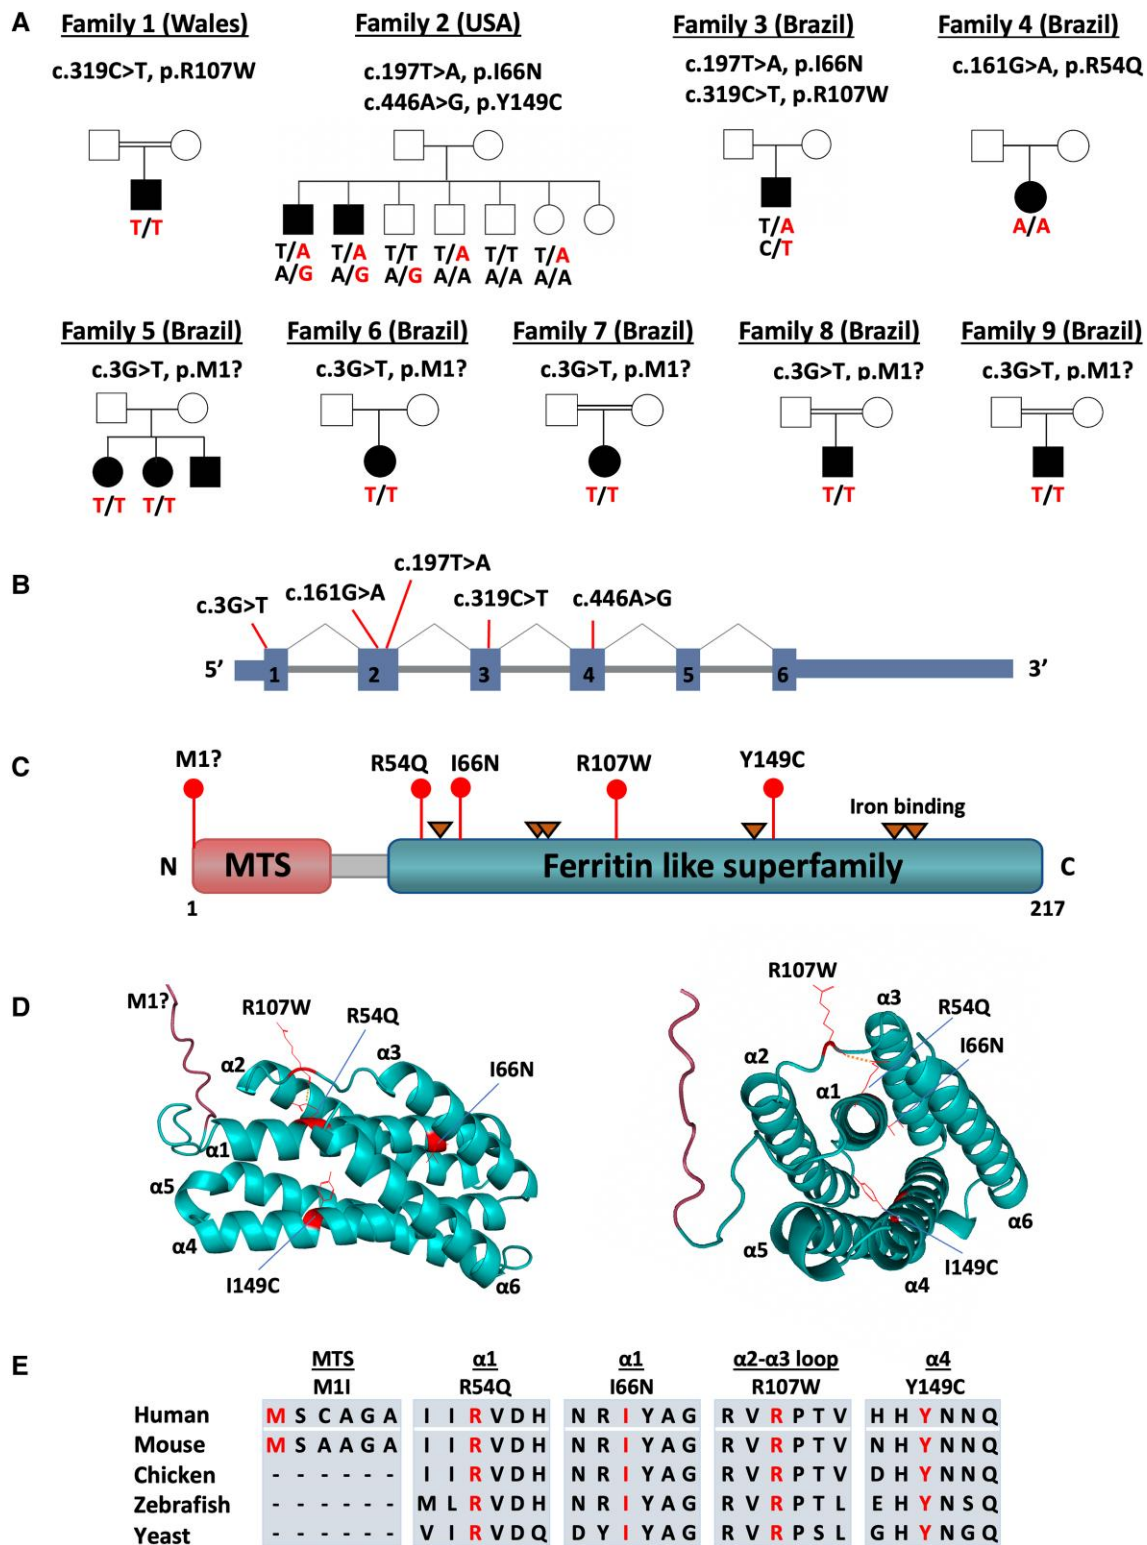 A
Family 1 (Wales)
c.319C>T, p.R107W
T/T
Family 2 (USA)
c.197T>A, p.I66N
c.446A>G, p.Y149C
T/A T/A T/T T/A T/T T/A
A/G A/G A/G A/A A/A A/A
Family 3 (Brazil)
c.197T>A, p.I66N
c.319C>T, p.R107W
T/A
C/T
Family 4 (Brazil)
c.161G>A, p.R54Q
A/A
Family 5 (Brazil)
c.3G>T, p.M1?
T/T T/T
Family 6 (Brazil)
c.3G>T, p.M1?
T/T
Family 7 (Brazil)
c.3G>T, p.M1?
T/T
Family 8 (Brazil)
c.3G>T, p.M1?
T/T
Family 9 (Brazil)
c.3G>T, p.M1?
T/T
B
c.3G>T c.161G>A c.197T>A c.319C>T c.446A>G
5’ 1 2 3 4 5 6 3’
C
M1? R54Q I66N R107W Y149C
Iron binding
N MTS Ferritin like superfamily C
1 217
D
M1?
R107W
R54Q
α2
α3
I66N
α1
α5
α4
I149C
α6
R107W
α3
R54Q
I66N
α2
α1
α6
α5
I149C
α4
E
MTS α1 α1 α2-α3 loop α4
M1I R54Q I66N R107W Y149C
Human M S C A G A I I R V D H N R I Y A G R V R P T V H H Y N N Q
Mouse M S A A G A I I R V D H N R I Y A G R V R P T V N H Y N N Q
Chicken - - - - - - I I R V D H N R I Y A G R V R P T V D H Y N N Q
Zebrafish - - - - - - M L R V D H N R I Y A G R V R P T L E H Y N S Q
Yeast - - - - - - V I R V D Q D Y I Y A G R V R P S L G H Y N G Q